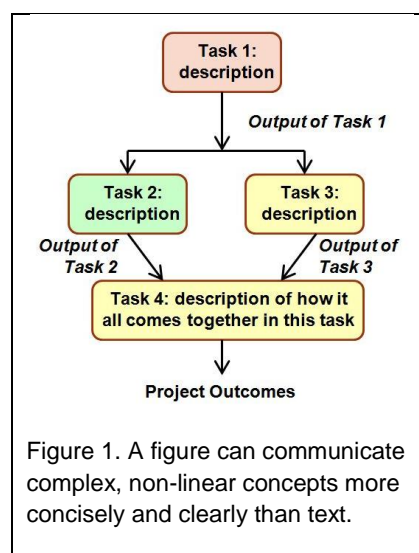 Task 1:
description
Output of Task 1
Task 2:
description
Task 3:
description
Output of
Task 2
Output of
Task 3
Task 4: description of how it
all comes together in this task
Project Outcomes
Figure 1. A figure can communicate
complex, non-linear concepts more
concisely and clearly than text.